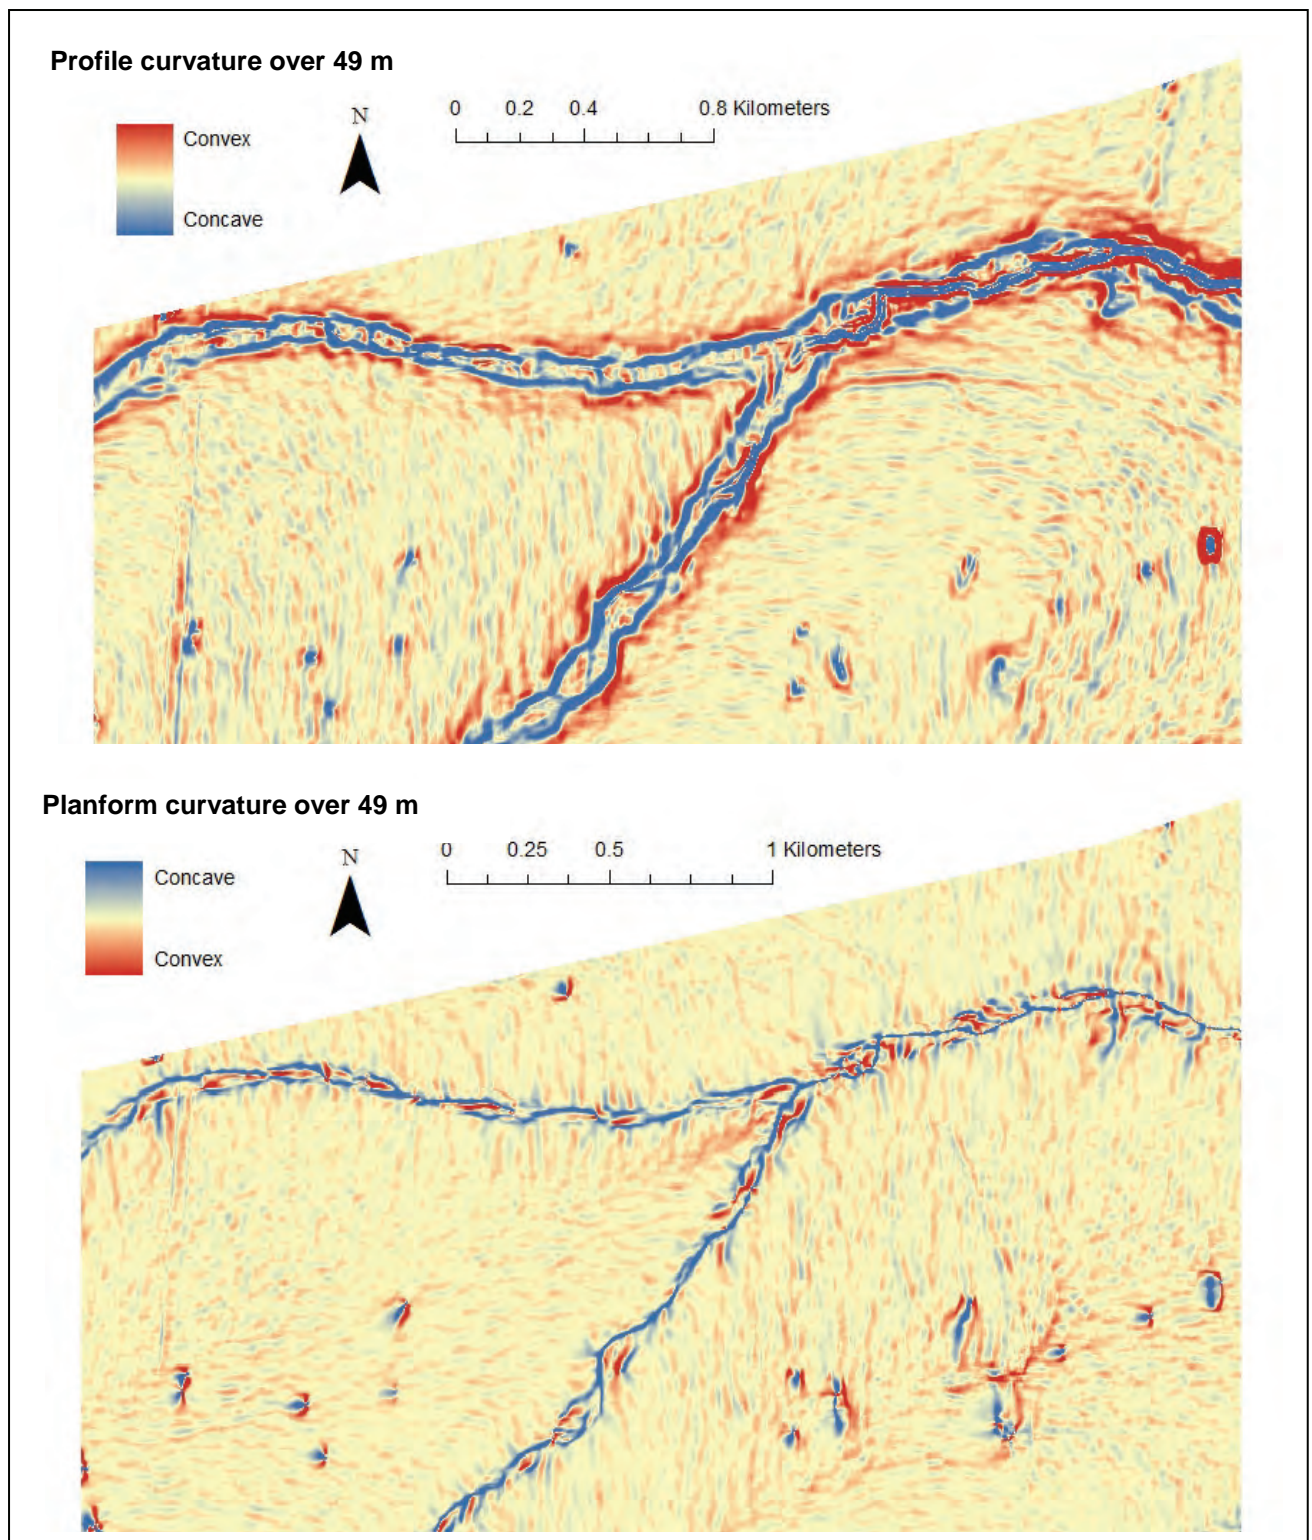 Profile curvature over 49 m
N
0 0.2 0.4 0.8 Kilometers
Convex
Concave
Planform curvature over 49 m
N
0 0.25 0.5 1 Kilometers
Concave
Convex